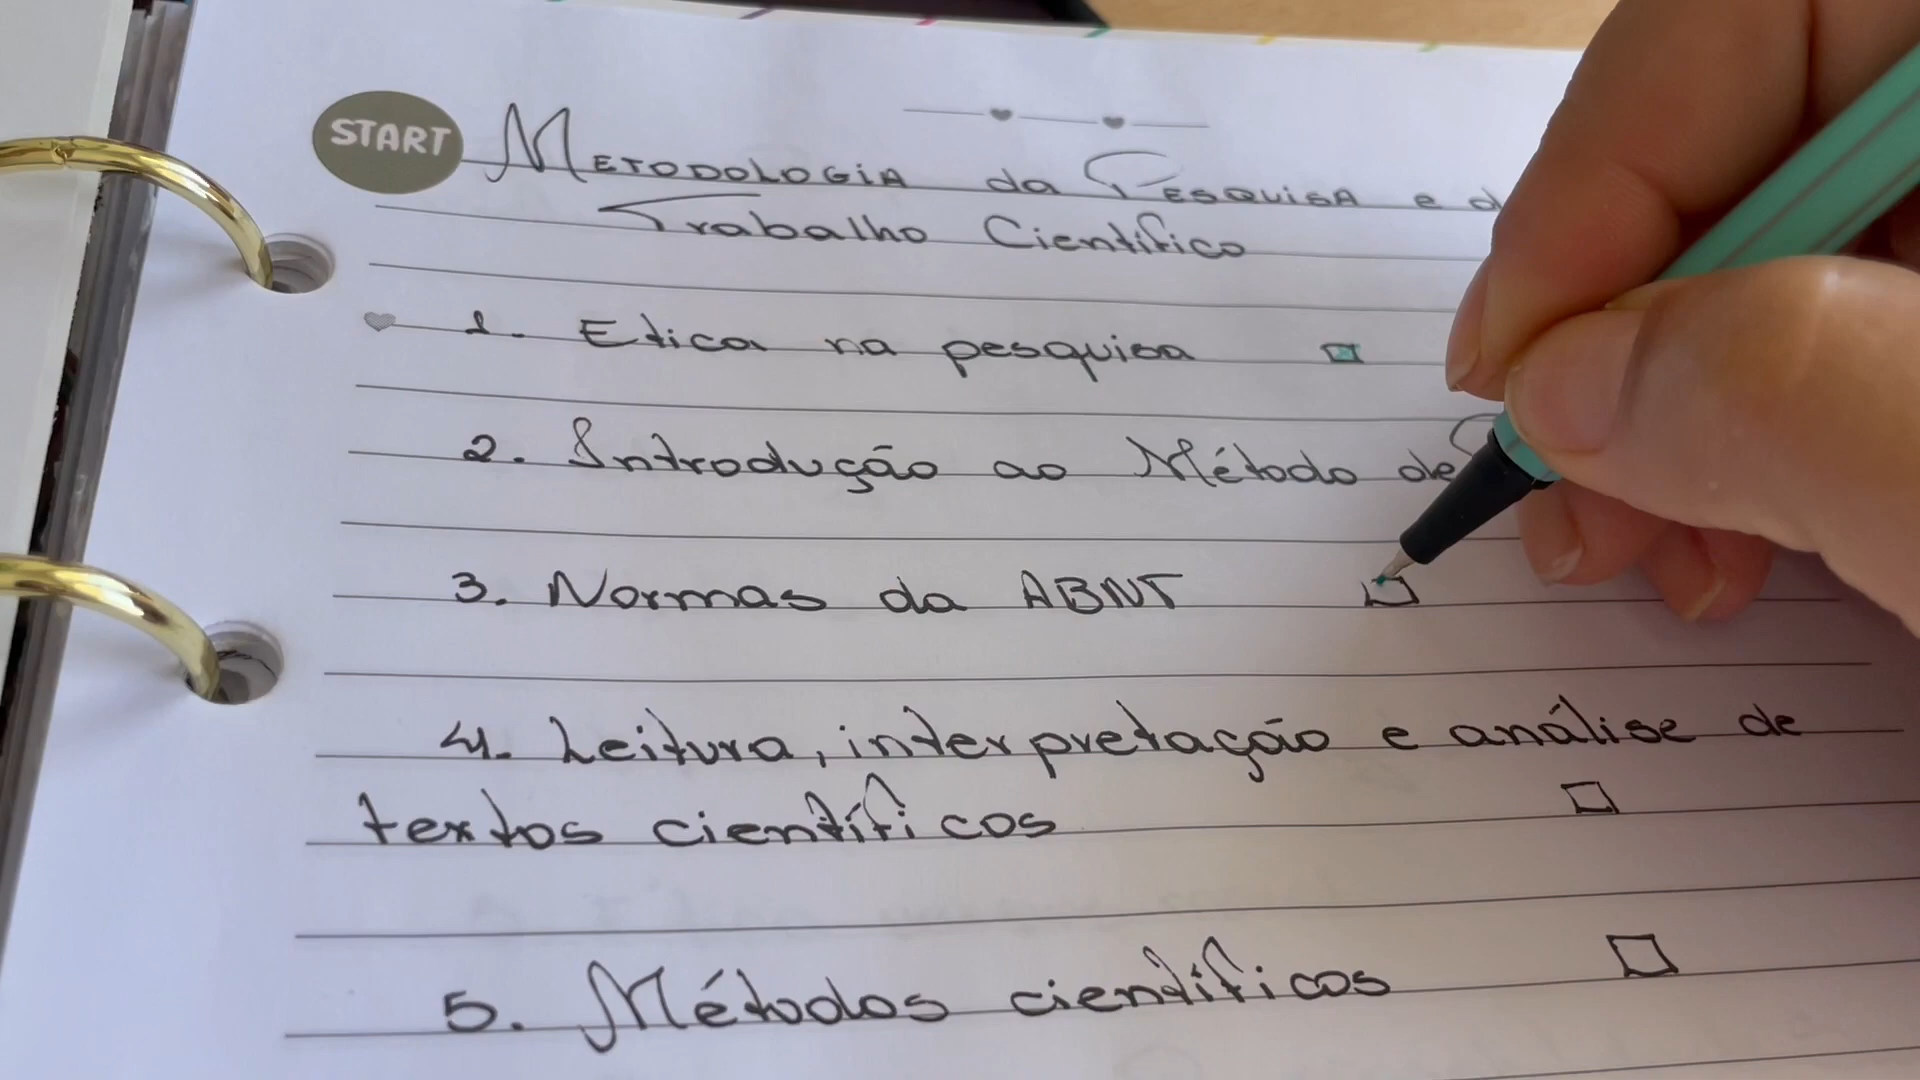 START Metodologia da Pesquisa e d
Trabalho Científico
1. Etica na pesquisa
2. Introdução ao Método de
3. Normas da ABNT
4. Leitura, interpretação e análise de
textos científicos
5. Métodos científicos